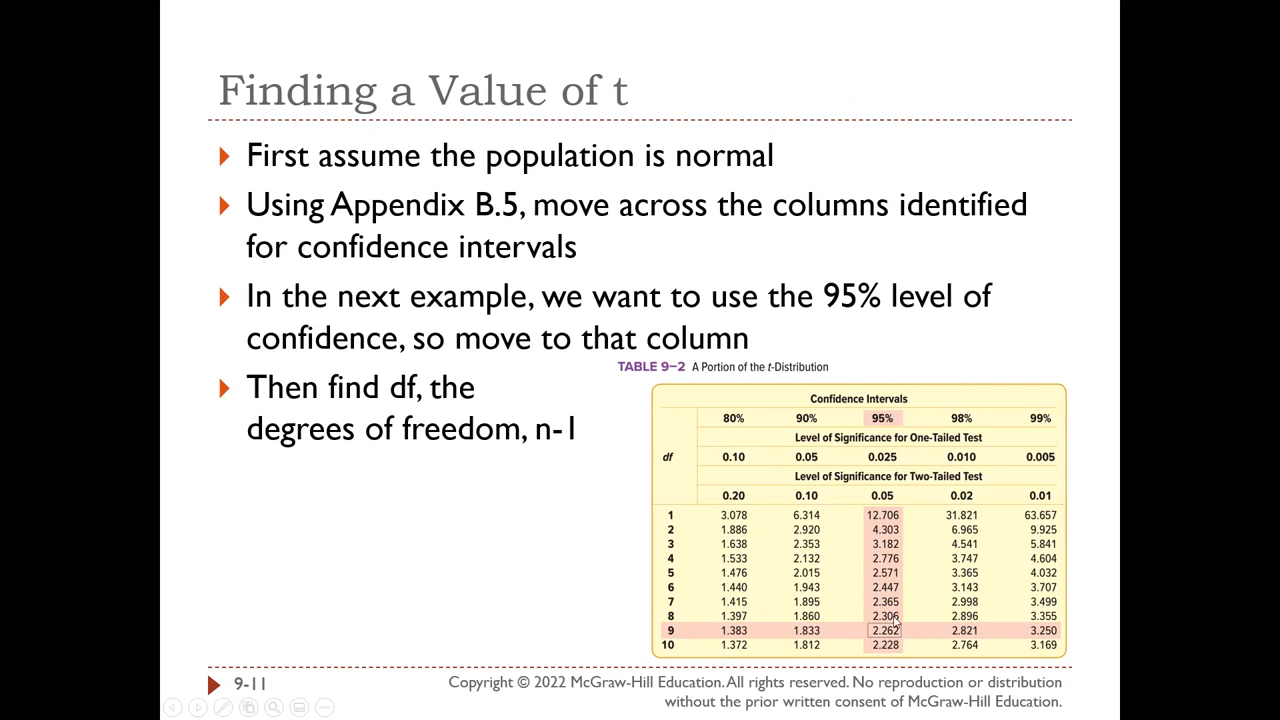 Finding a Value of t
First assume the population is normal
Using Appendix B.5, move across the columns identified
for confidence intervals
In the next example, we want to use the 95% level of
confidence, so move to that column
Then find df, the
degrees of freedom, n-1
TABLE 9–2 A Portion of the t-Distribution
Confidence Intervals
80% 90% 95% 98% 99%
Level of Significance for One-Tailed Test
df 0.10 0.05 0.025 0.010 0.005
Level of Significance for Two-Tailed Test
0.20 0.10 0.05 0.02 0.01
1 3.078 6.314 12.706 31.821 63.657
2 1.886 2.920 4.303 6.965 9.925
3 1.638 2.353 3.182 4.541 5.841
4 1.533 2.132 2.776 3.747 4.604
5 1.476 2.015 2.571 3.365 4.032
6 1.440 1.943 2.447 3.143 3.707
7 1.415 1.895 2.365 2.998 3.499
8 1.397 1.860 2.306 2.896 3.355
9 1.383 1.833 2.262 2.821 3.250
10 1.372 1.812 2.228 2.764 3.169
9-11
Copyright © 2022 McGraw-Hill Education. All rights reserved. No reproduction or distribution
without the prior written consent of McGraw-Hill Education.